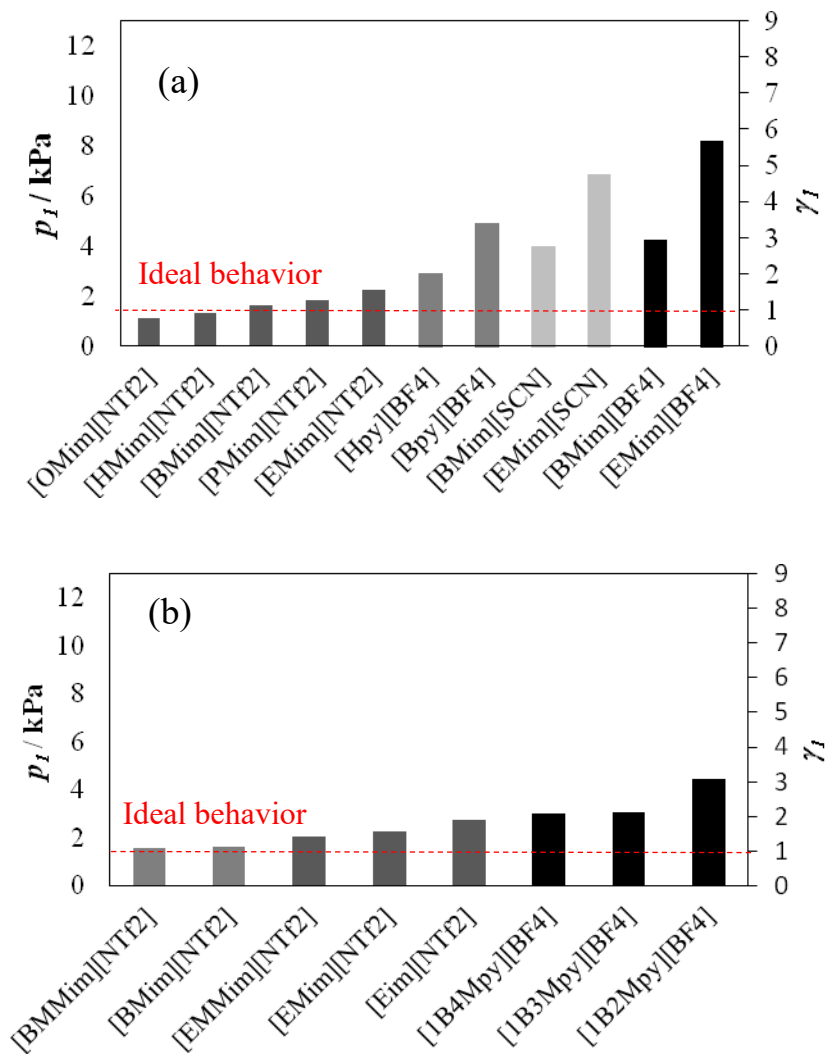 (a)
12
10
8
6
4
2
0
p1 / kPa
9
8
7
6
5
4
3
2
1
0
γ1
Ideal behavior
[OMim][NTf2]
[HMim][NTf2]
[BMim][NTf2]
[PMim][NTf2]
[EMim][NTf2]
[Hpy][BF4]
[Bpy][BF4]
[BMim][SCN]
[EMim][SCN]
[BMim][BF4]
[EMim][BF4]
(b)
12
10
8
6
4
2
0
p1 / kPa
9
8
7
6
5
4
3
2
1
0
γ1
Ideal behavior
[BMMim][NTf2]
[BMim][NTf2]
[EMMim][NTf2]
[EMim][NTf2]
[Eim][NTf2]
[1B4Mpy][BF4]
[1B3Mpy][BF4]
[1B2Mpy][BF4]